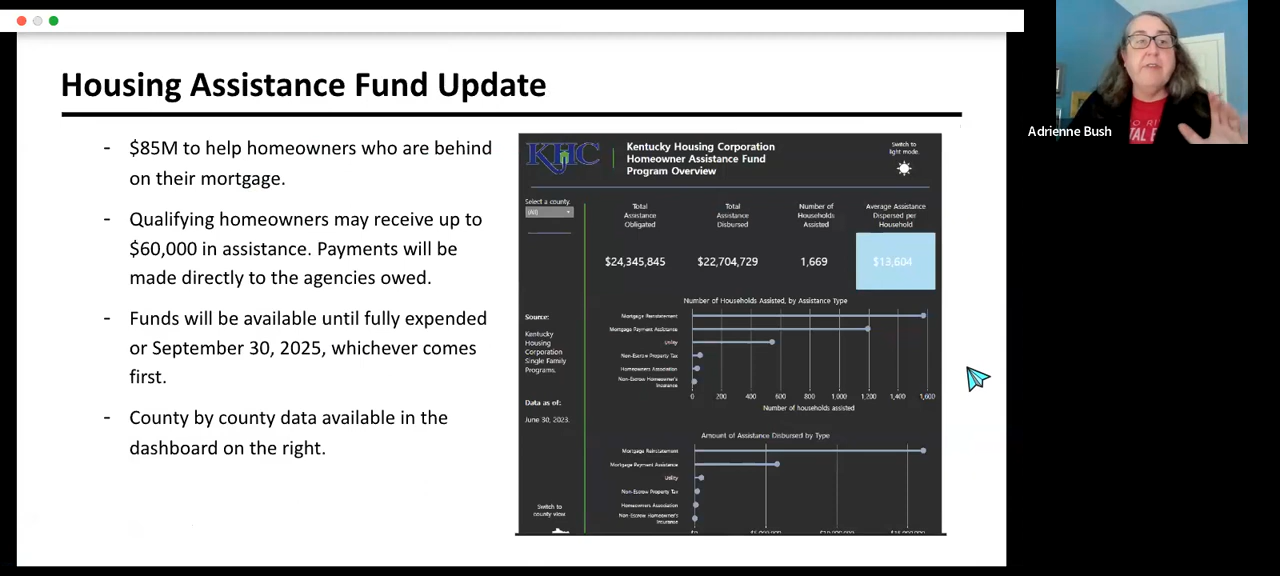 Housing Assistance Fund Update
- $85M to help homeowners who are behind
on their mortgage.
- Qualifying homeowners may receive up to
$60,000 in assistance. Payments will be
made directly to the agencies owed.
- Funds will be available until fully expended
or September 30, 2025, whichever comes
first.
- County by county data available in the
dashboard on the right.
KHC
Kentucky Housing Corporation
Homeowner Assistance Fund
Program Overview
Switch to
light mode.
Select a county.
(All)
Total
Assistance
Obligated
Total
Assistance
Disbursed
Number of
Households
Assisted
Average Assistance
Dispersed per
Household
$24,345,845
$22,704,729
1,669
$13,604
Source:
Kentucky
Housing
Corporation
Single Family
Programs.
Data as of:
June 30, 2023.
Switch to
county view.
Number of Households Assisted, by Assistance Type
Mortgage Reinstatement
Mortgage Payment Assistance
Utility
Non-Escrow Property Tax
Homeowners Association
Non-Escrow Homeowner's
Insurance
0 200 400 600 800 1,000 1,200 1,400 1,600
Number of households assisted
Amount of Assistance Disbursed by Type
Mortgage Reinstatement
Mortgage Payment Assistance
Utility
Non-Escrow Property Tax
Homeowners Association
Non-Escrow Homeowner's
Insurance
Adrienne Bush